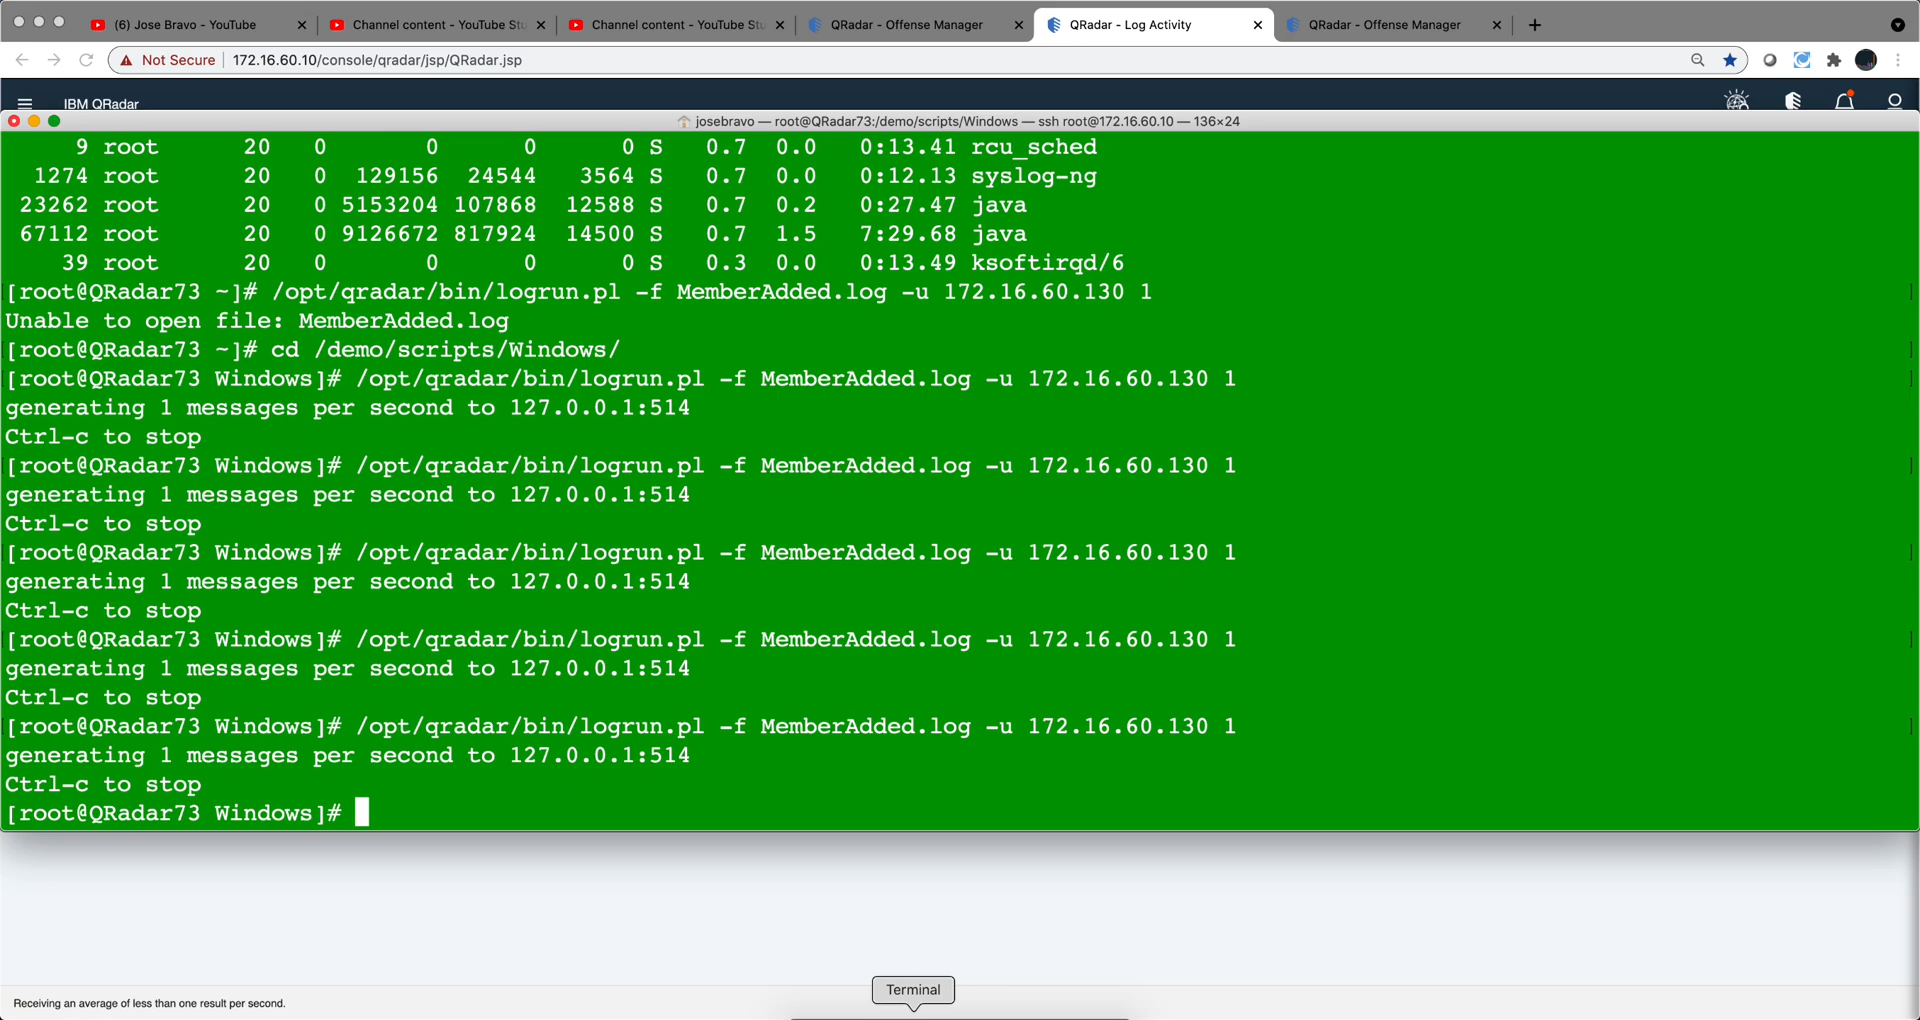 (6) Jose Bravo - YouTube
Channel content - YouTube Stu
Channel content - YouTube Stu
QRadar - Offense Manager
QRadar - Log Activity
QRadar - Offense Manager
Not Secure
172.16.60.10/console/qradar/jsp/QRadar.jsp
IBM QRadar
josebravo — root@QRadar73:/demo/scripts/Windows — ssh root@172.16.60.10 — 136×24
9 root 20 0 0 0 0 S 0.7 0.0 0:13.41 rcu_sched
1274 root 20 0 129156 24544 3564 S 0.7 0.0 0:12.13 syslog-ng
23262 root 20 0 5153204 107868 12588 S 0.7 0.2 0:27.47 java
67112 root 20 0 9126672 817924 14500 S 0.7 1.5 7:29.68 java
39 root 20 0 0 0 0 S 0.3 0.0 0:13.49 ksoftirqd/6
[root@QRadar73 ~]# /opt/qradar/bin/logrun.pl -f MemberAdded.log -u 172.16.60.130 1
Unable to open file: MemberAdded.log
[root@QRadar73 ~]# cd /demo/scripts/Windows/
[root@QRadar73 Windows]# /opt/qradar/bin/logrun.pl -f MemberAdded.log -u 172.16.60.130 1
generating 1 messages per second to 127.0.0.1:514
Ctrl-c to stop
[root@QRadar73 Windows]# /opt/qradar/bin/logrun.pl -f MemberAdded.log -u 172.16.60.130 1
generating 1 messages per second to 127.0.0.1:514
Ctrl-c to stop
[root@QRadar73 Windows]# /opt/qradar/bin/logrun.pl -f MemberAdded.log -u 172.16.60.130 1
generating 1 messages per second to 127.0.0.1:514
Ctrl-c to stop
[root@QRadar73 Windows]# /opt/qradar/bin/logrun.pl -f MemberAdded.log -u 172.16.60.130 1
generating 1 messages per second to 127.0.0.1:514
Ctrl-c to stop
[root@QRadar73 Windows]# /opt/qradar/bin/logrun.pl -f MemberAdded.log -u 172.16.60.130 1
generating 1 messages per second to 127.0.0.1:514
Ctrl-c to stop
[root@QRadar73 Windows]#
Terminal
Receiving an average of less than one result per second.